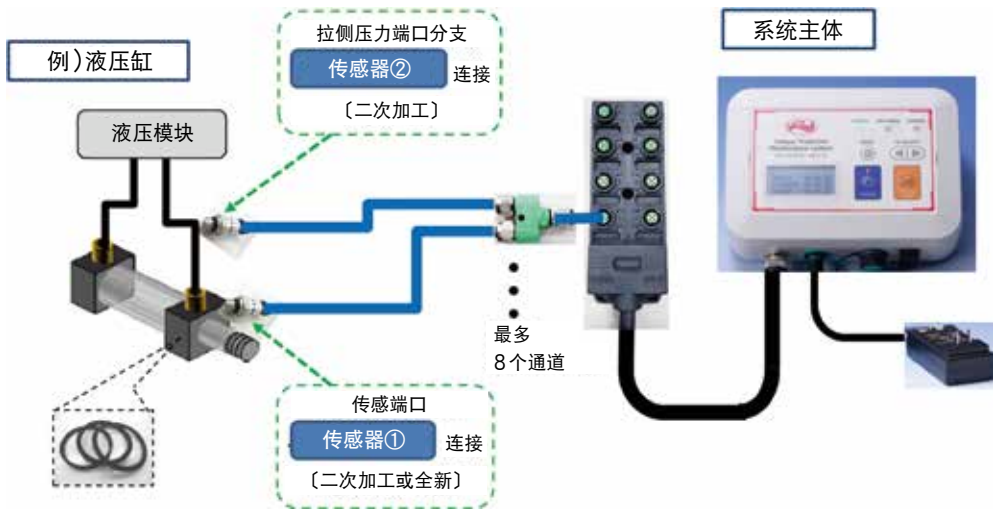 例）液压缸
拉侧压力端口分支
传感器②
连接
〔二次加工〕
系统主体
液压模块
最多
8个通道
传感端口
传感器①
连接
〔二次加工或全新〕